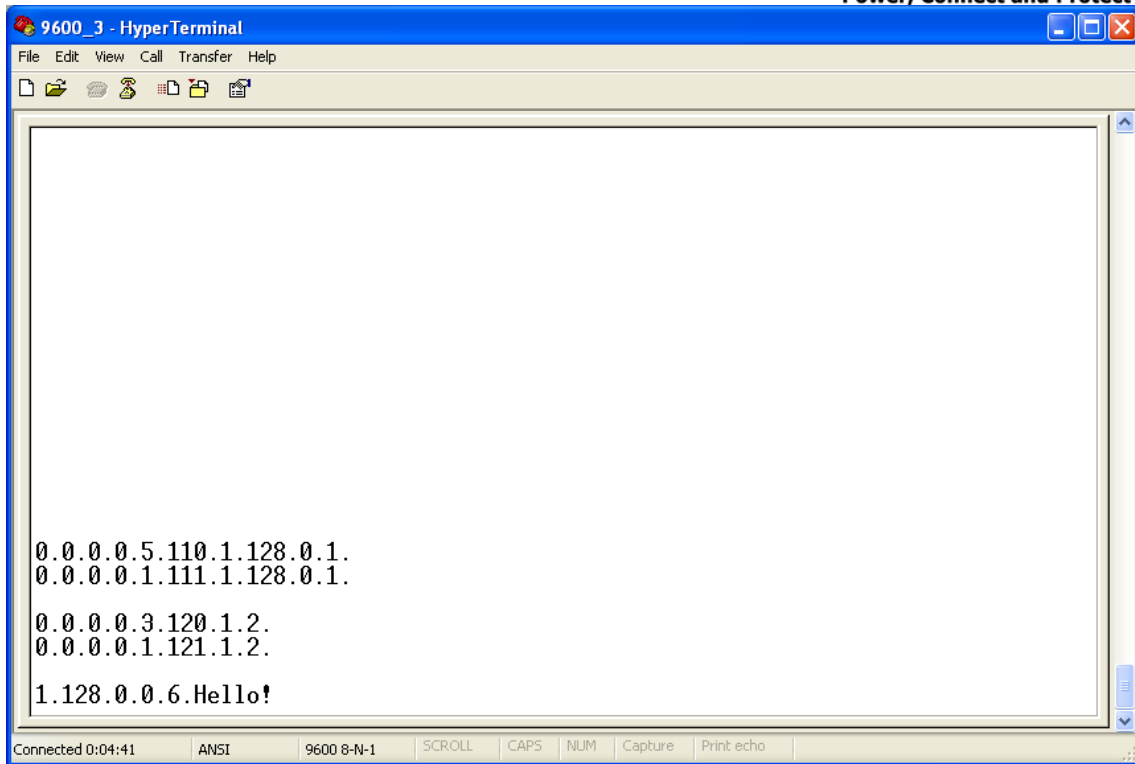 Power, Connect and Protect
9600_3 - HyperTerminal
File Edit View Call Transfer Help
0.0.0.0.5.110.1.128.0.1.
0.0.0.0.1.111.1.128.0.1.
0.0.0.0.3.120.1.2.
0.0.0.0.1.121.1.2.
1.128.0.0.6.Hello!
Connected 0:04:41 ANSI 9600 8-N-1 SCROLL CAPS NUM Capture Print echo